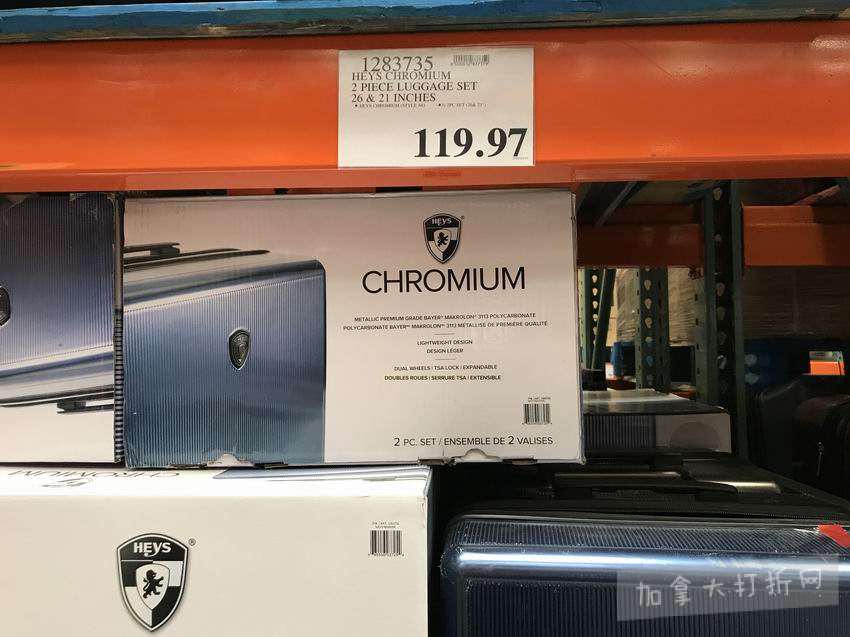 1283735
HEYS CHROMIUM
2 PIECE LUGGAGE SET
26 & 21 INCHES
119.97
HEYS
CHROMIUM
METALLIC PREMIUM GRADE BAYER® MAKROLON® 3113 POLYCARBONATE
POLYCARBONATE BAYER® MAKROLON® 3113 MÉTALLISÉ DE PREMIÈRE QUALITÉ
LIGHTWEIGHT DESIGN
DESIGN LÉGER
DUAL WHEELS | TSA LOCK | EXPANDABLE
DOUBLES ROUES | SERRURE TSA | EXTENSIBLE
2 PC. SET / ENSEMBLE DE 2 VALISES
CHROMIUM
HEYS®
加拿大打折网